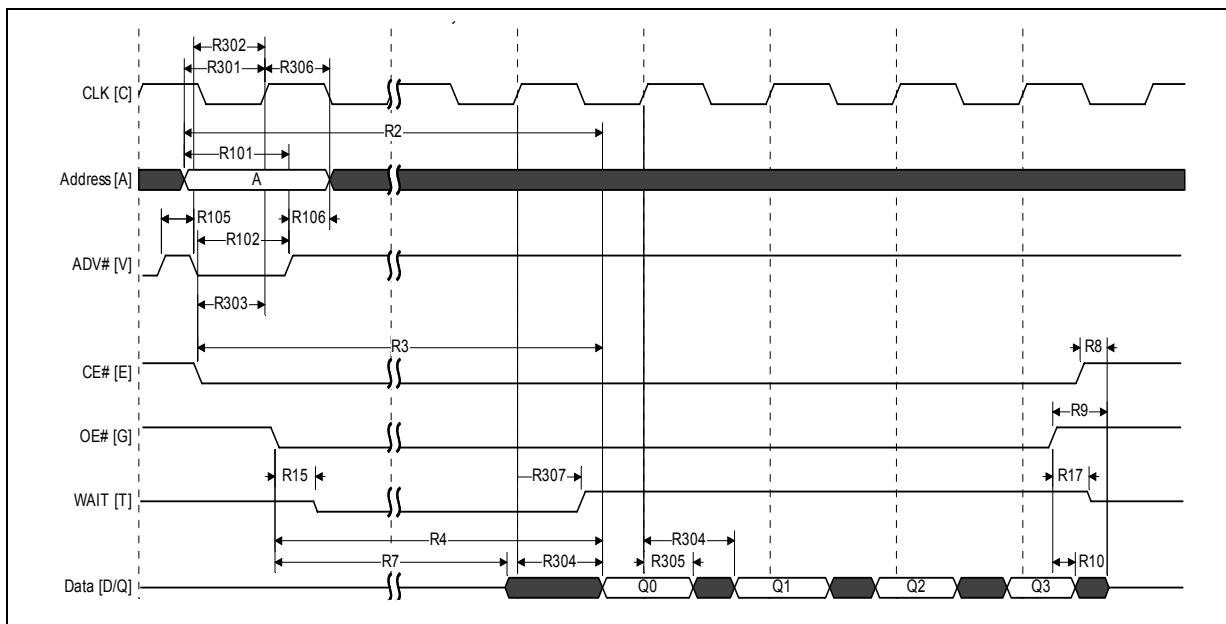 R302
R301 R306
CLK [C]
R2
R101
Address [A]
A
R105 R106
R102
ADV# [V]
R303
R3
R8
CE# [E]
R9
OE# [G]
R15 R307 R17
WAIT [T]
R4 R304
R7 R304 R305 R10
Data [D/Q]
Q0 Q1 Q2 Q3